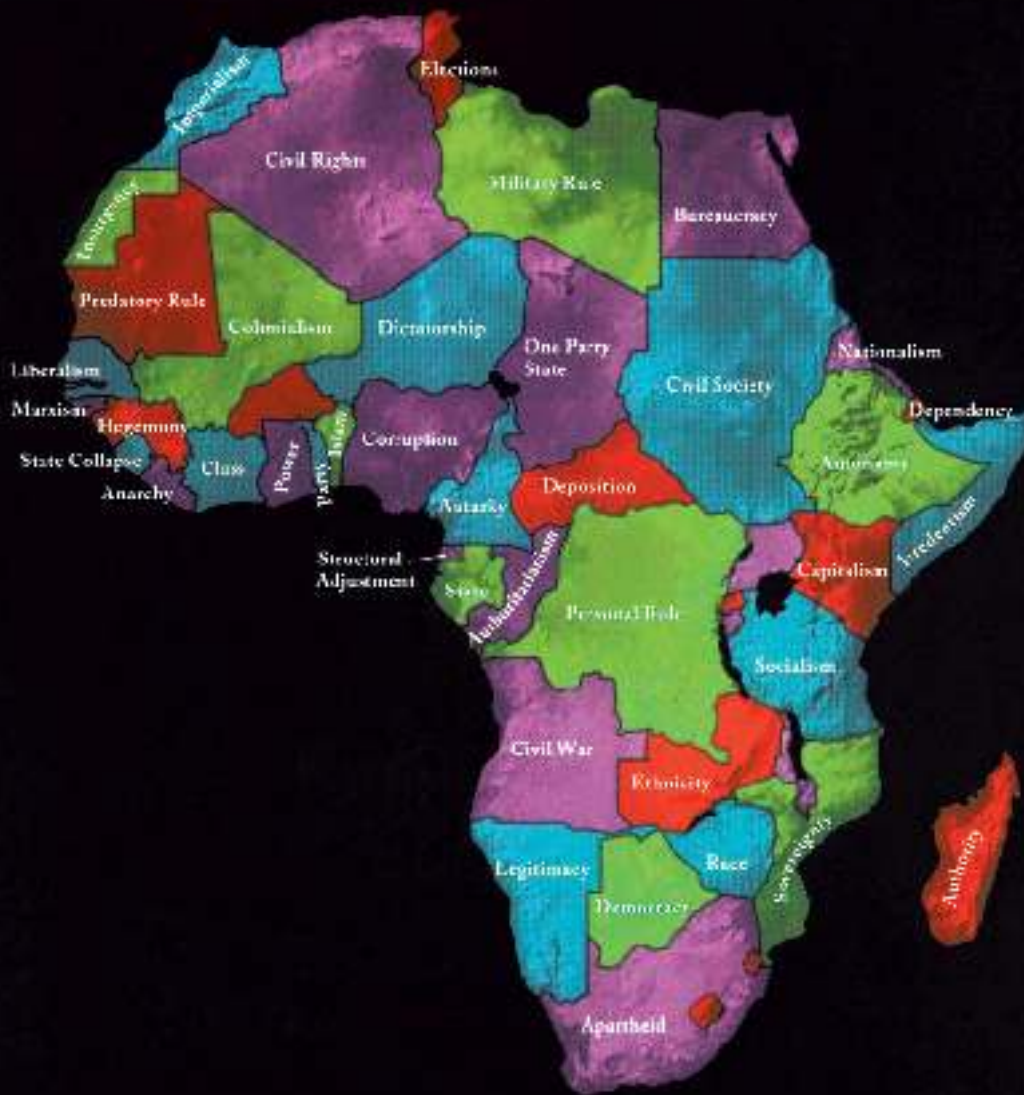 Elections
Imperialism
Civil Rights
Military Rule
Insurgency
Bureaucracy
Predatory Rule
Colonialism
Dictatorship
One Party
State
Nationalism
Liberalism
Civil Society
Marxism
Dependency
Hegemony
Corruption
Islam
State Collapse
Class
Power
Party
Autonomy
Anarchy
Deposition
Autarky
Irredentism
Structural
Adjustment
Capitalism
State
Authoritarianism
Personal Rule
Socialism
Civil War
Ethnicity
Sovereignty
Legitimacy
Race
Authority
Democracy
Apartheid